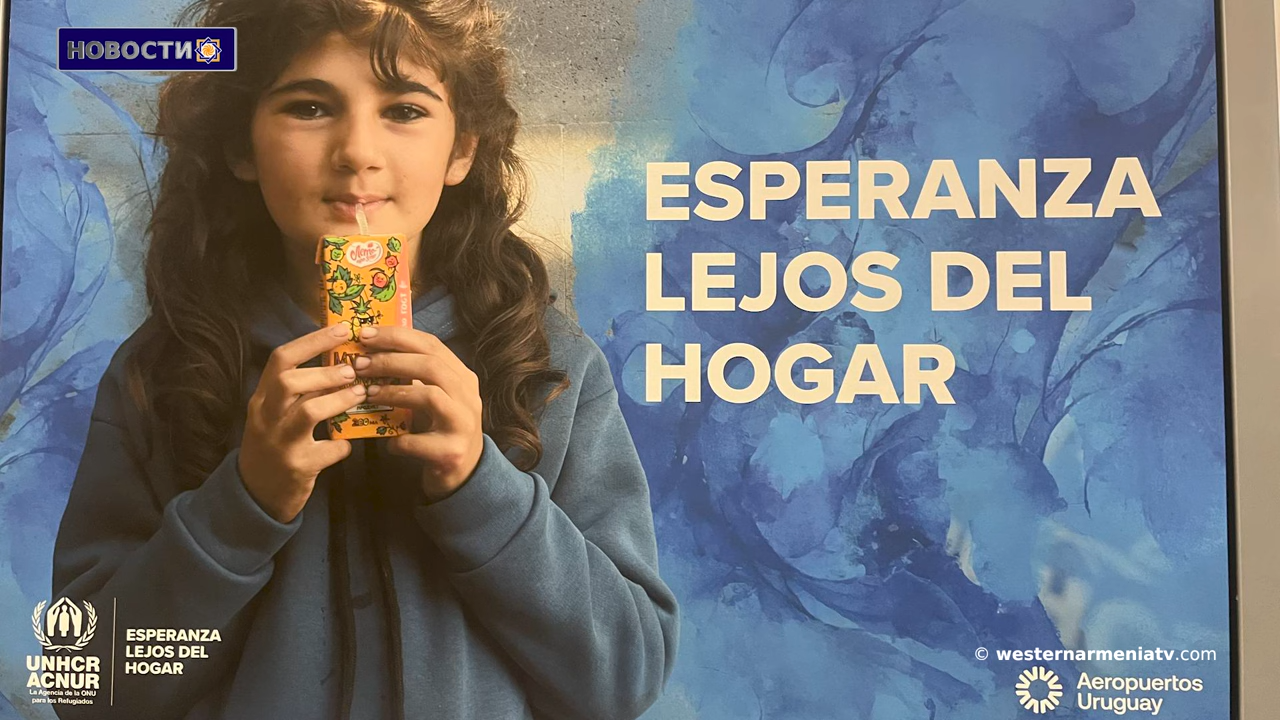 НОВОСТИ
ESPERANZA
LEJOS DEL
HOGAR
UNHCR
ACNUR
La Agencia de la ONU
para los Refugiados
ESPERANZA
LEJOS DEL
HOGAR
© westernarmeniatv.com
Aeropuertos
Uruguay